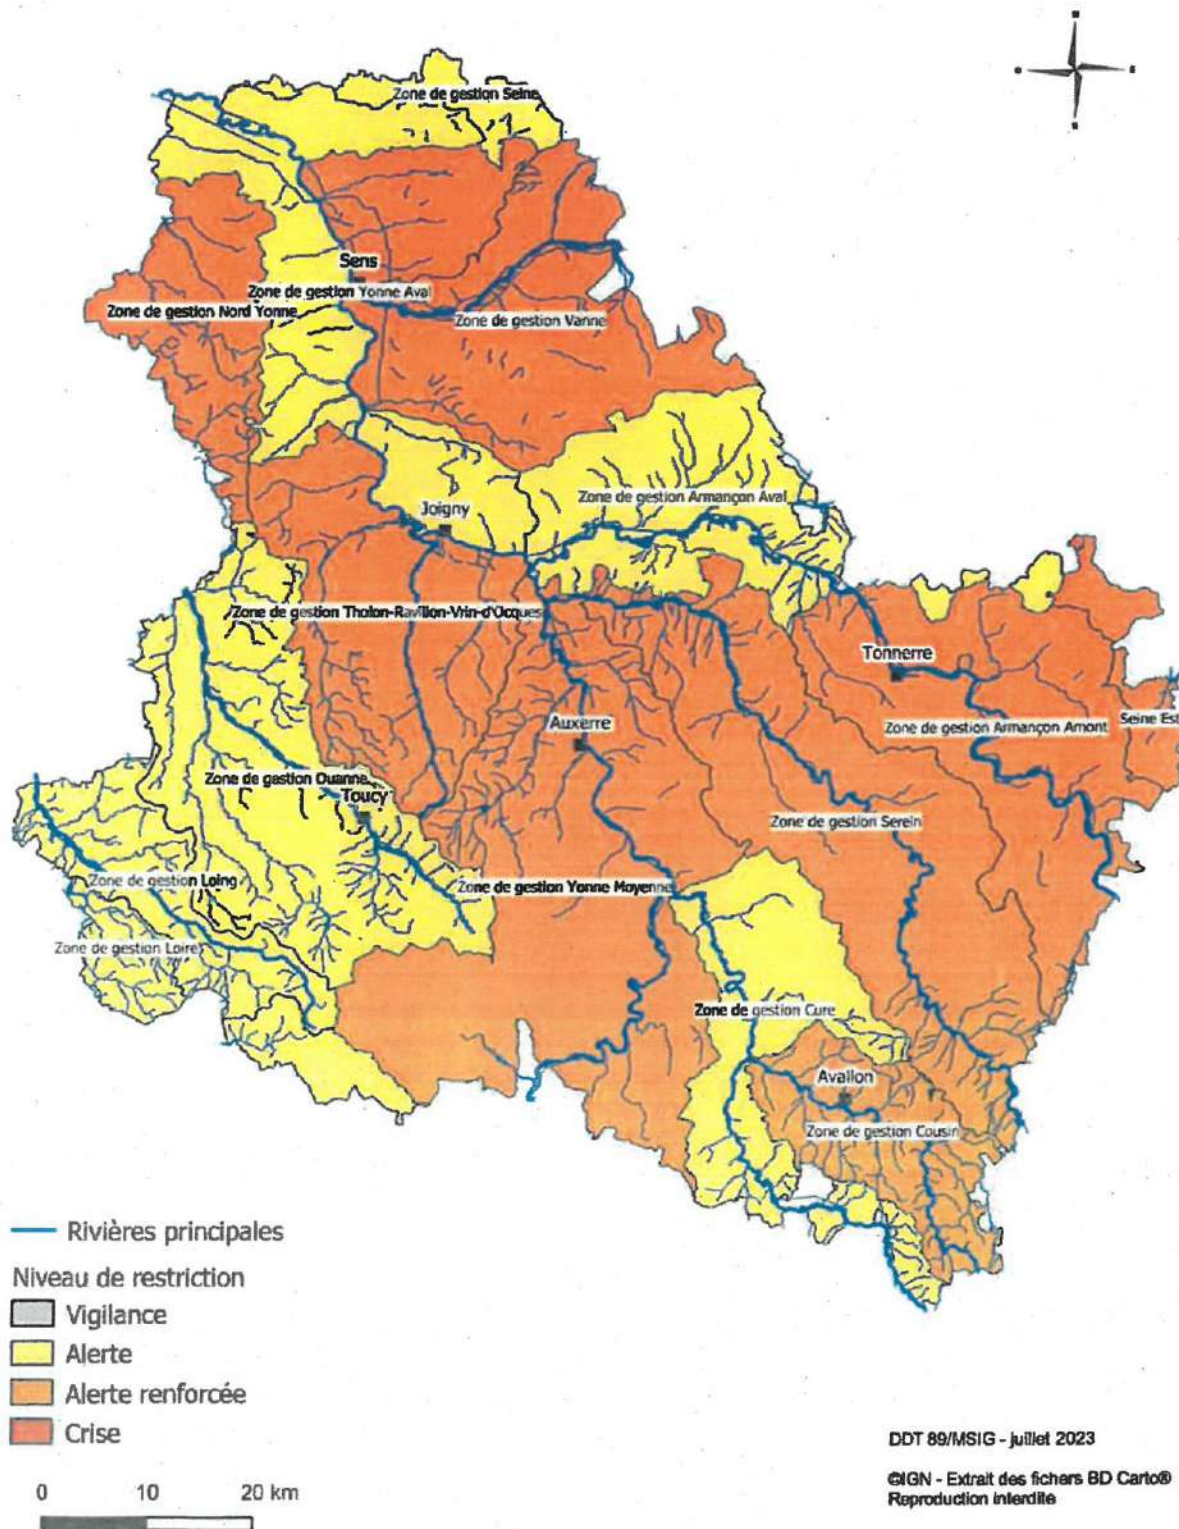 Zone de gestion Seine
Sens
Zone de gestion Yonne Aval
Zone de gestion Nord Yonne
Zone de gestion Vanne
Zone de gestion Armançon Aval
Joigny
Zone de gestion Tholon-Ravillon-Vrin-d'Ocques
Tonnerre
Auxerre
Zone de gestion Armançon Amont
Seine Est
Zone de gestion Ouanne
Toucy
Zone de gestion Serein
Zone de gestion Loing
Zone de gestion Yonne Moyenne
Zone de gestion Loire
Zone de gestion Cure
Avallon
Zone de gestion Cousin
Rivières principales
Niveau de restriction
Vigilance
Alerte
Alerte renforcée
Crise
0 10 20 km
DDT 89/MSIG - juillet 2023
©IGN - Extrait des fichers BD Carto®
Reproduction interdite